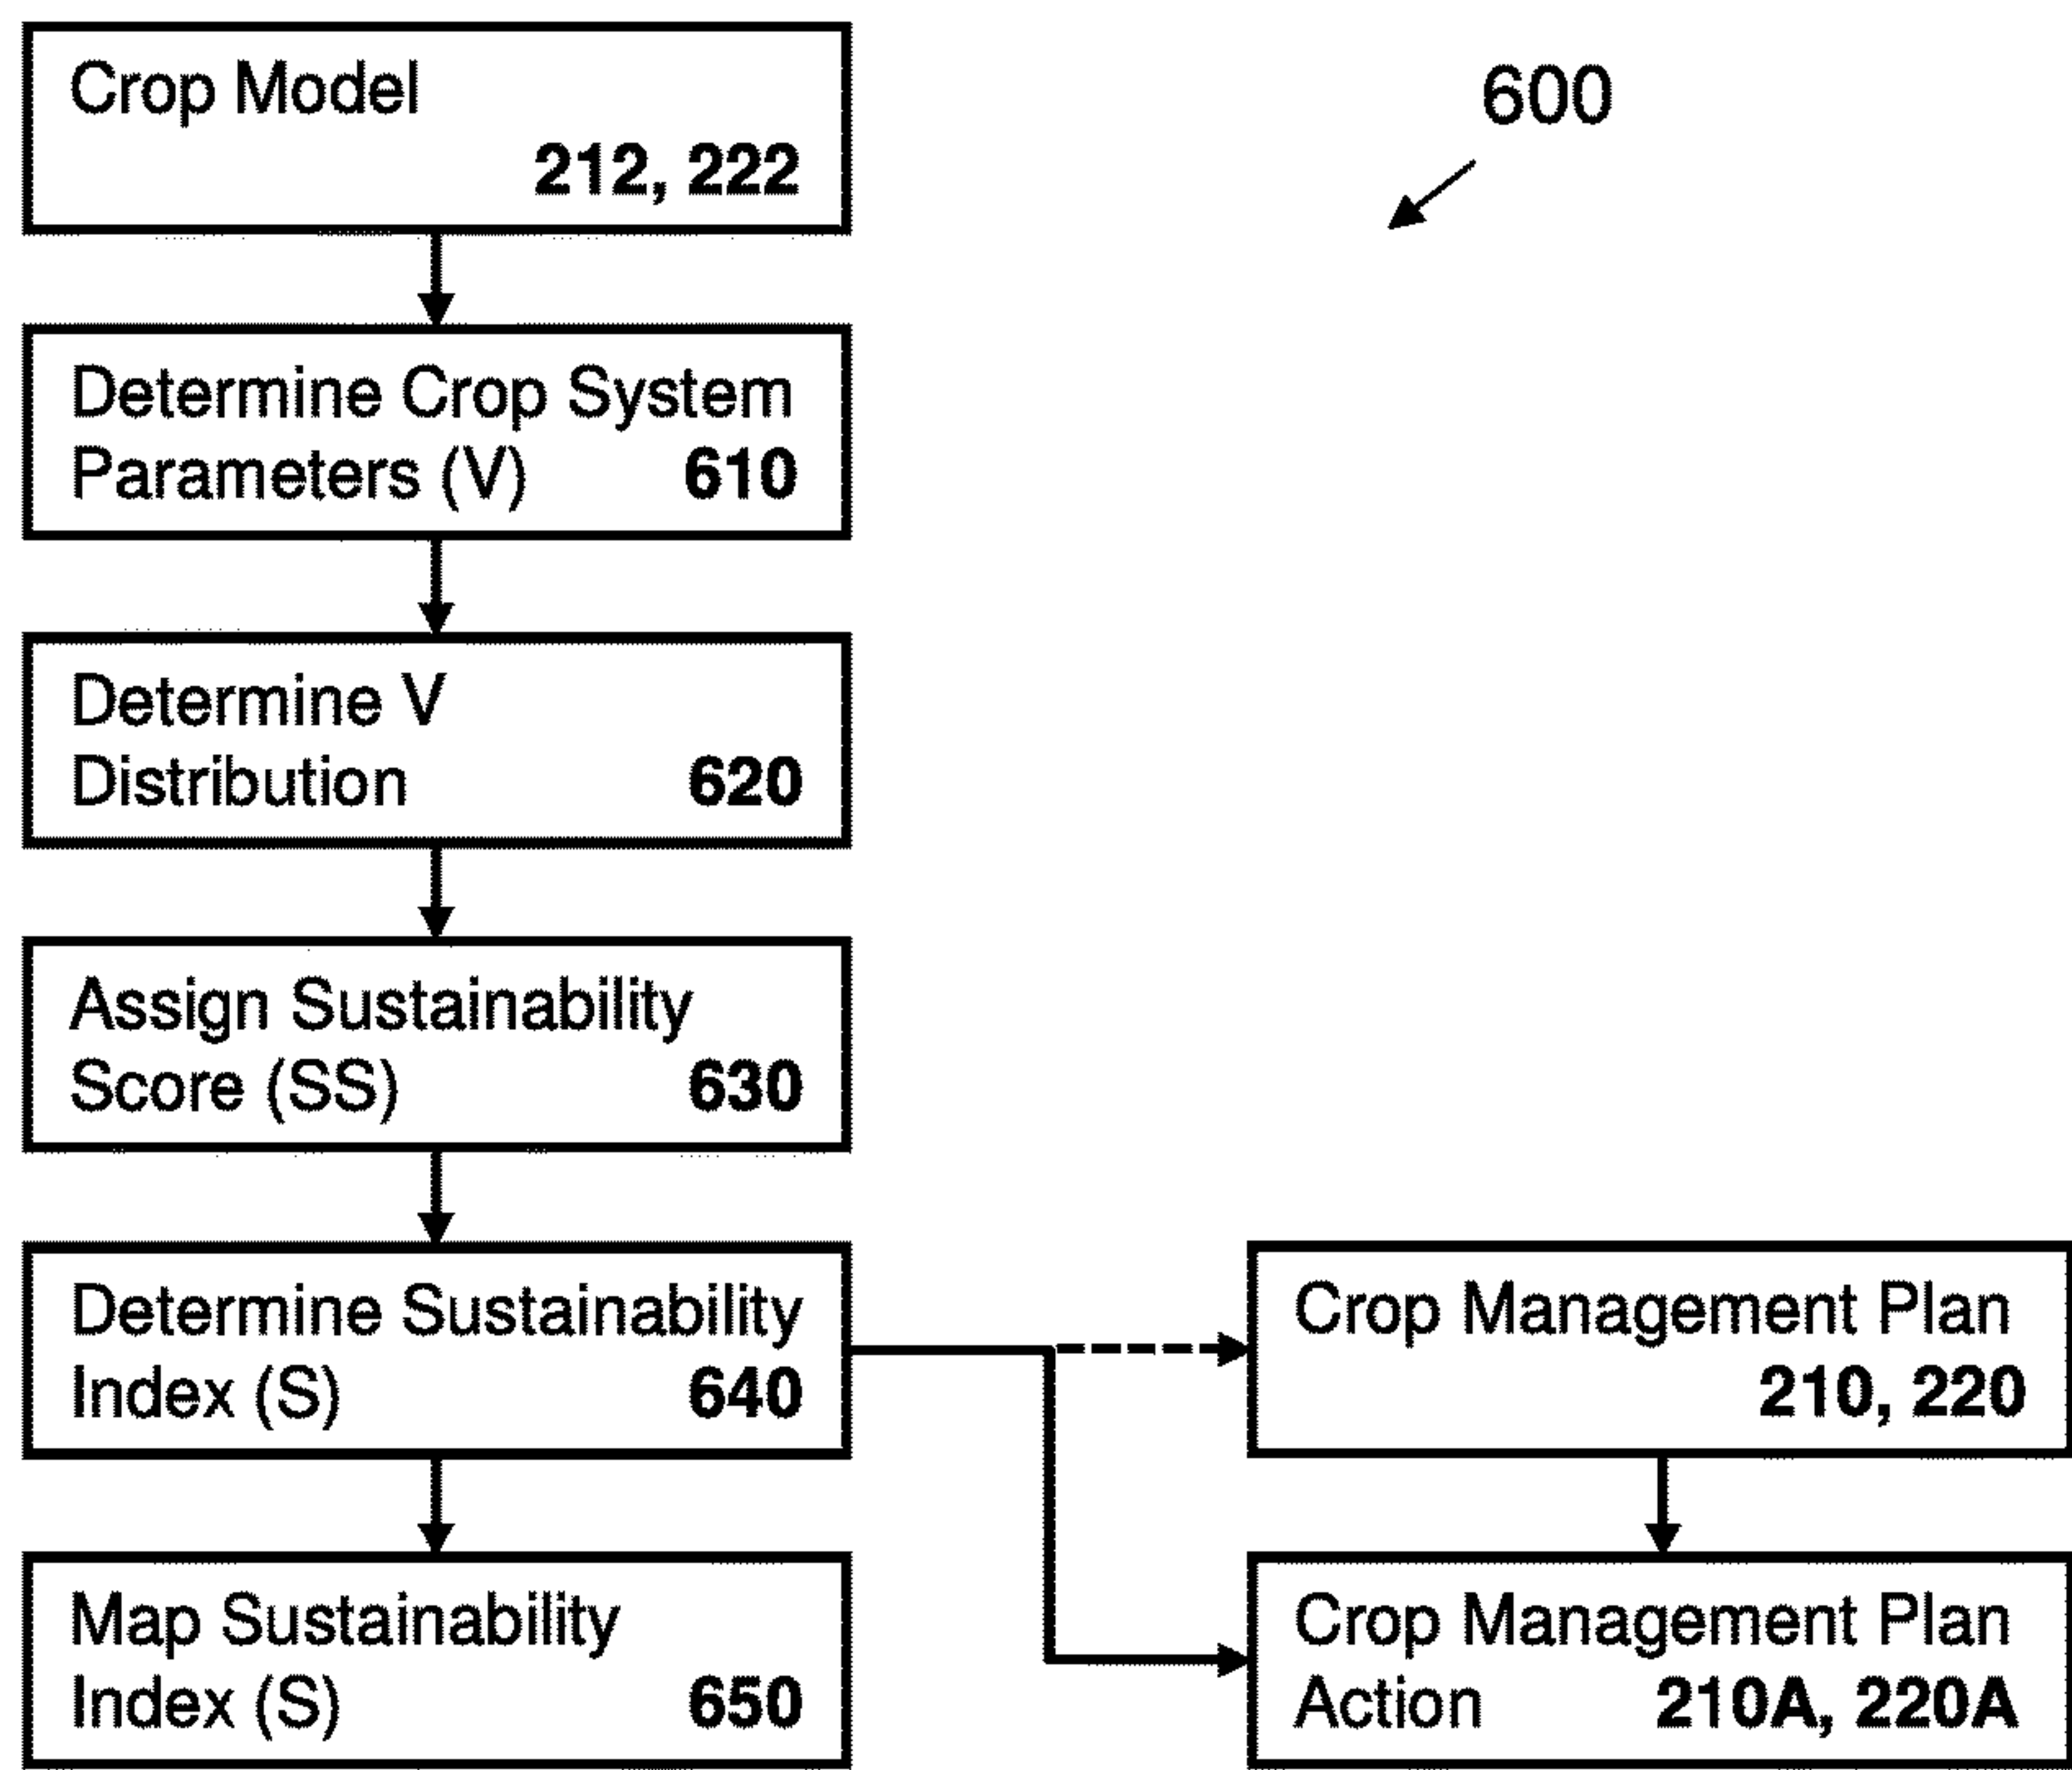 Crop Model
212, 222
600
Determine Crop System
Parameters (V) 610
Determine V
Distribution 620
Assign Sustainability
Score (SS) 630
Determine Sustainability
Index (S) 640
Crop Management Plan
210, 220
Map Sustainability
Index (S) 650
Crop Management Plan
Action 210A, 220A